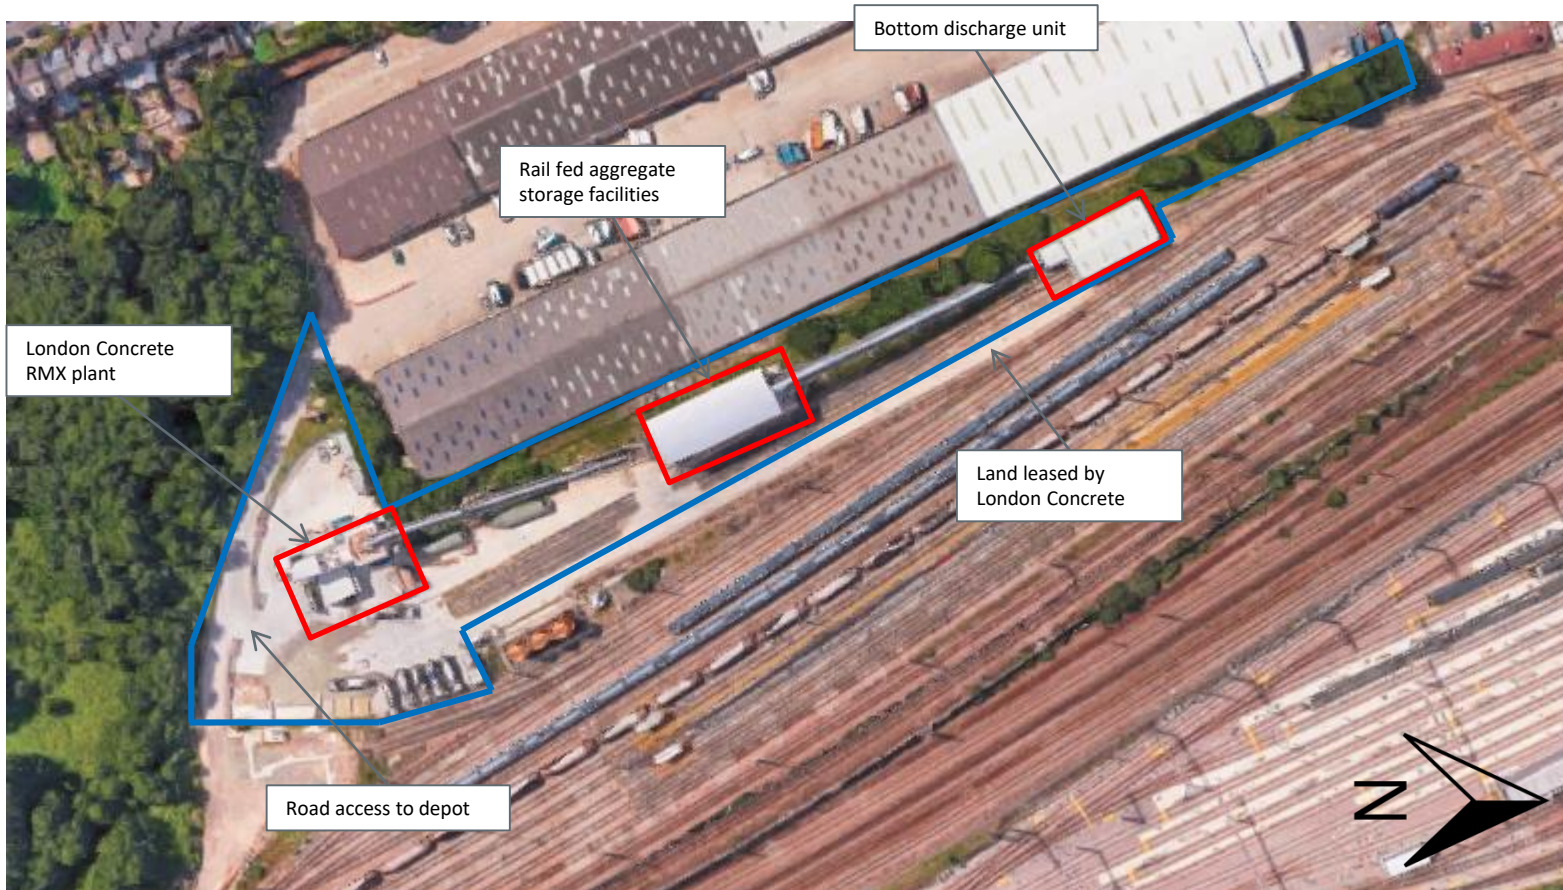 Bottom discharge unit
Rail fed aggregate
storage facilities
London Concrete
RMX plant
Land leased by
London Concrete
Road access to depot
N